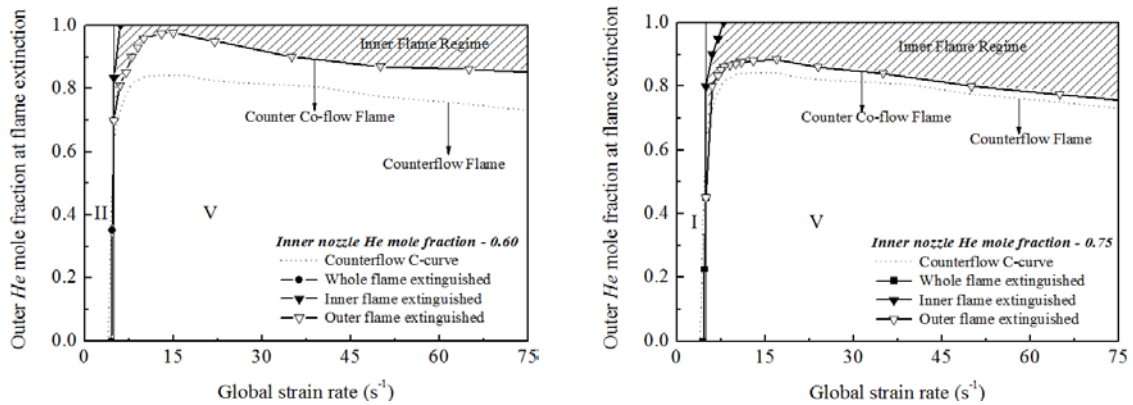 Outer He mole fraction at flame extinction
1.0
0.8
0.6
0.4
0.2
0.0
0
15
30
45
60
75
Global strain rate (s-1)
Inner Flame Regime
Counter Co-flow Flame
Counterflow Flame
II
V
Inner nozzle He mole fraction - 0.60
Counterflow C-curve
Whole flame extinguished
Inner flame extinguished
Outer flame extinguished
Outer He mole fraction at flame extinction
1.0
0.8
0.6
0.4
0.2
0.0
0
15
30
45
60
75
Global strain rate (s-1)
Inner Flame Regime
Counter Co-flow Flame
Counterflow Flame
I
V
Inner nozzle He mole fraction - 0.75
Counterflow C-curve
Whole flame extinguished
Inner flame extinguished
Outer flame extinguished